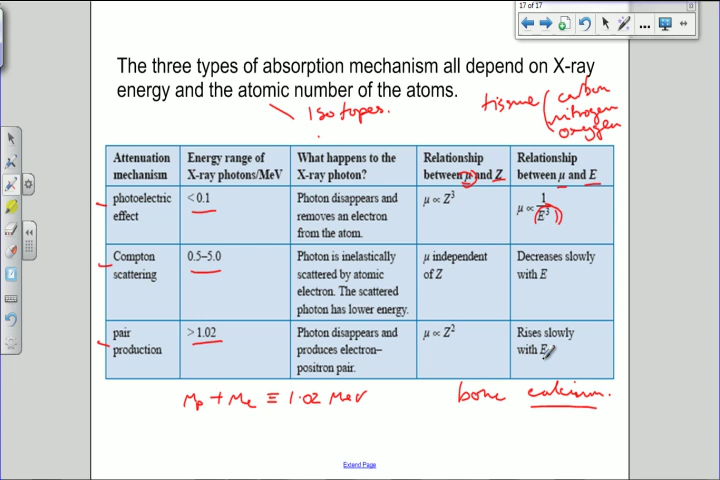 17 of 17
The three types of absorption mechanism all depend on X-ray
energy and the atomic number of the atoms.
isotopes.
tissue
carbon
nitrogen
oxygen
Attenuation mechanism
Energy range of X-ray photons/MeV
What happens to the X-ray photon?
Relationship between μ and Z
Relationship between μ and E
photoelectric effect
< 0.1
Photon disappears and
removes an electron
from the atom.
μ ∝ Z³
μ ∝ 1/E³
Compton scattering
0.5–5.0
Photon is inelastically
scattered by atomic
electron. The scattered
photon has lower energy.
μ independent of Z
Decreases slowly with E
pair production
> 1.02
Photon disappears and
produces electron–
positron pair.
μ ∝ Z²
Rises slowly with E
Mp + Me ≡ 1.02 MeV
bone calcium.
Extend Page